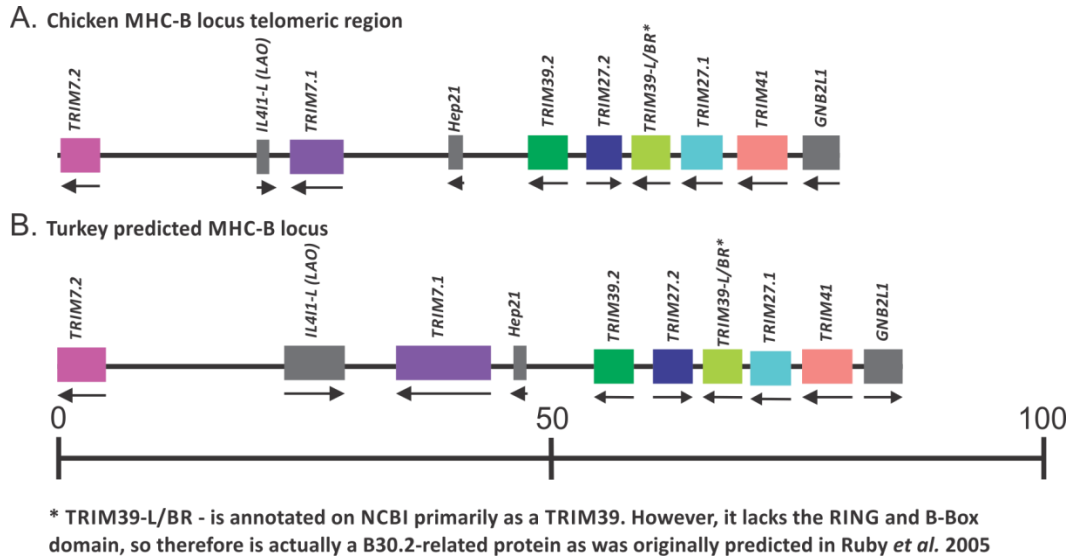 A. Chicken MHC-B locus telomeric region
TRIM7.2
IL4I1-L (LAO)
TRIM7.1
Hep21
TRIM39.2
TRIM27.2
TRIM39-L/BR*
TRIM27.1
TRIM41
GNB2L1
B. Turkey predicted MHC-B locus
TRIM7.2
IL4I1-L (LAO)
TRIM7.1
Hep21
TRIM39.2
TRIM27.2
TRIM39-L/BR*
TRIM27.1
TRIM41
GNB2L1
0 50 100
* TRIM39-L/BR - is annotated on NCBI primarily as a TRIM39. However, it lacks the RING and B-Box
domain, so therefore is actually a B30.2-related protein as was originally predicted in Ruby et al. 2005